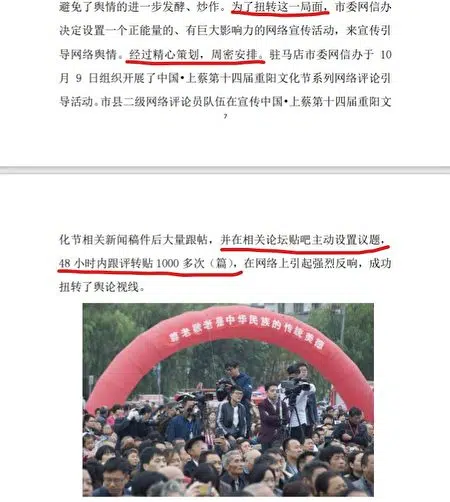 避免了舆情的进一步发酵、炒作。为了扭转这一局面，市委网信办
决定设置一个正能量的、有巨大影响力的网络宣传活动，来宣传引
导网络舆情。经过精心策划，周密安排。驻马店市委网信办于 10
月 9 日组织开展了中国•上蔡第十四届重阳文化节系列网络评论引
导活动。市县二级网络评论员队伍在宣传中国•上蔡第十四届重阳文
7
化节相关新闻稿件后大量跟帖，并在相关论坛贴吧主动设置议题，
48 小时内跟评转贴 1000 多次（篇），在网络上引起强烈反响，成功
扭转了舆论视线。
尊老敬老是中华民族的传统美德